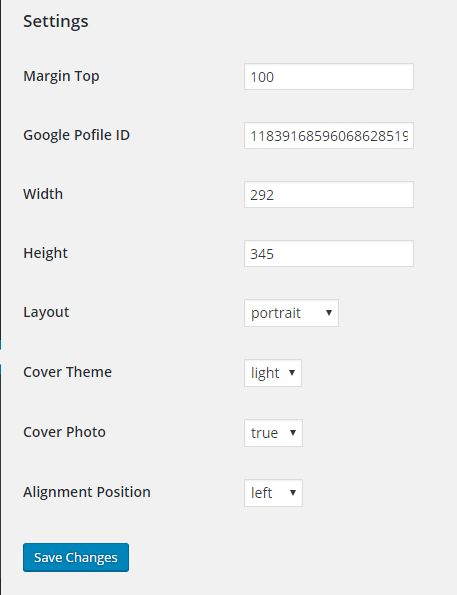 Settings
Margin Top 100
Google Pofile ID 11839168596068628519
Width 292
Height 345
Layout portrait
Cover Theme light
Cover Photo true
Alignment Position left
Save Changes